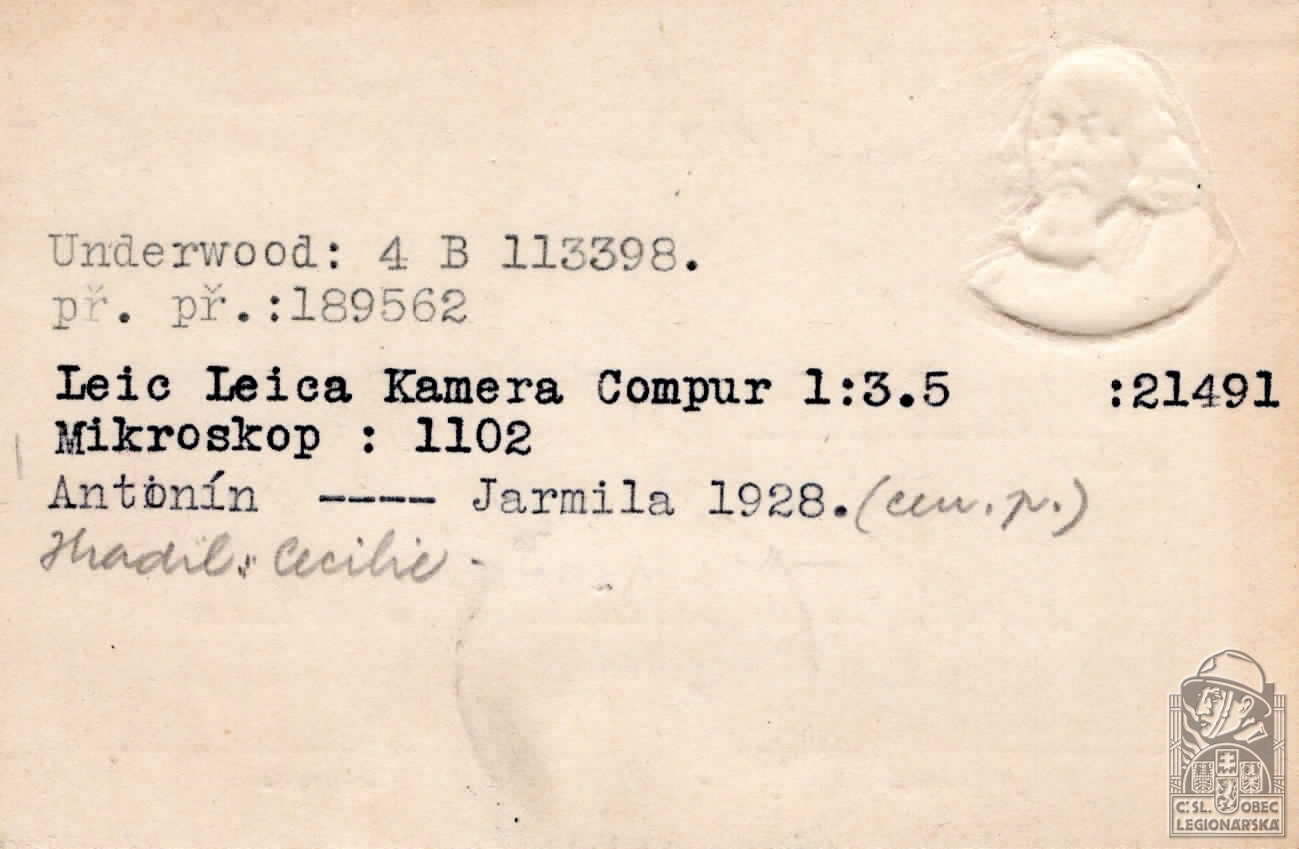 Underwood: 4 B 113398.
př. př.:189562
Leic Leica Kamera Compur 1:3.5 :21491
Mikroskop : 1102
Antonín ---- Jarmila 1928. (cen. p.)
Hradil. Cecilie -
Č. SL. OBEC
LEGIONÁŘSKÁ